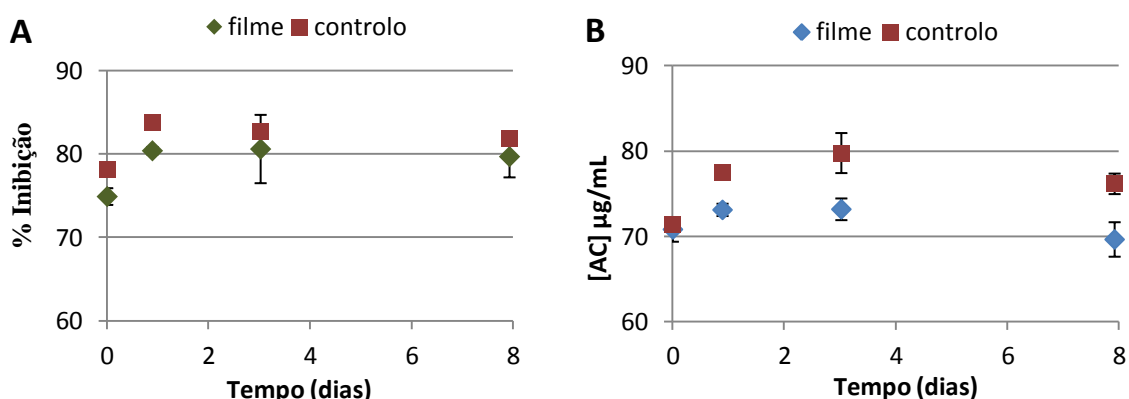 A
filme controlo
% Inibição
90
80
70
60
0 2 4 6 8
Tempo (dias)
B
filme controlo
[AC] µg/mL
90
80
70
60
0 2 4 6 8
Tempo (dias)